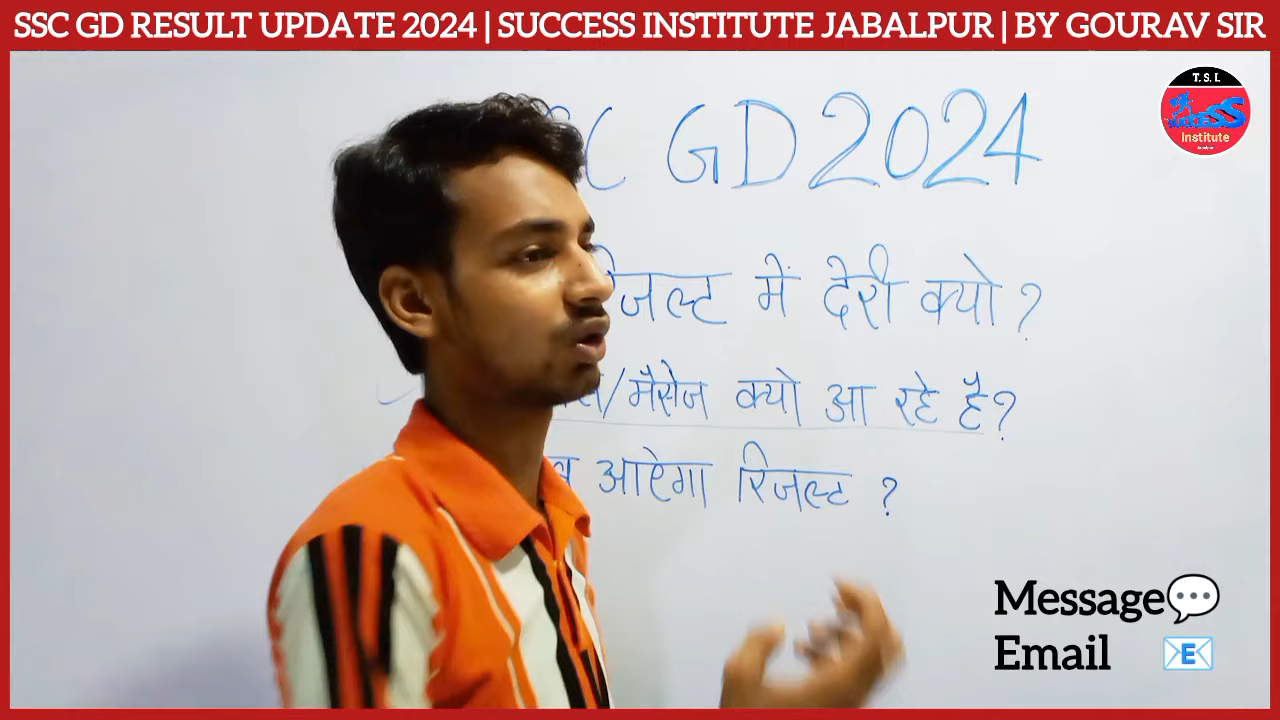 SSC GD RESULT UPDATE 2024 | SUCCESS INSTITUTE JABALPUR | BY GOURAV SIR
T. S. I.
Institute
C GD 2024
रिजल्ट में देरी क्यो ?
/मैसेज क्यो आ रहे है?
आऐगा रिजल्ट ?
Message💬
Email 📧